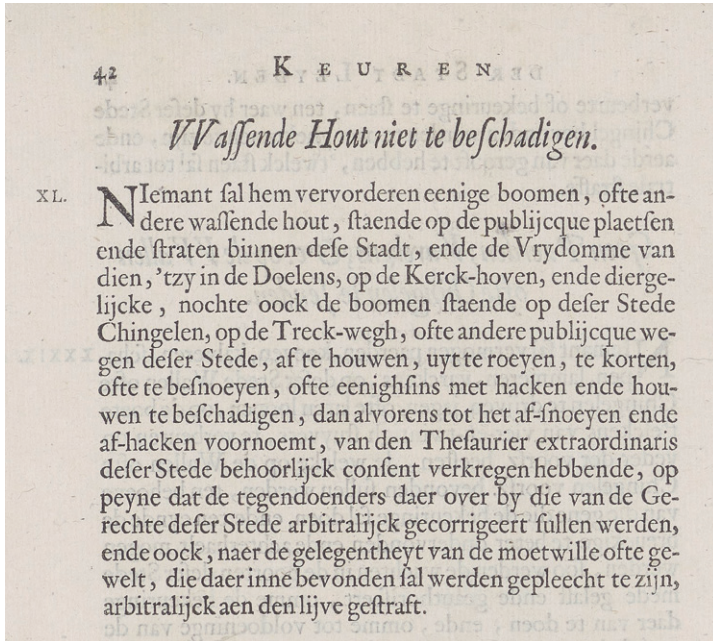 42 KEUREN
VVassende Hout niet te beschadigen.
XL. NIemant sal hem vervorderen eenige boomen, ofte an-
dere wassende hout, staende op de publijcque plaetsen
ende straten binnen dese Stadt, ende de Vrydomme van
dien, 'tzy in de Doelens, op de Kerck-hoven, ende dierge-
lijcke, nochte oock de boomen staende op deser Stede
Chingelen, op de Treck-wegh, ofte andere publijcque we-
gen deser Stede, af te houwen, uyt te roeyen, te korten,
ofte te besnoeyen, ofte eenighsins met hacken ende hou-
wen te beschadigen, dan alvorens tot het af-snoeyen ende
af-hacken voornoemt, van den Thesaurier extraordinaris
deser Stede behoorlijck consent verkregen hebbende, op
peyne dat de tegendoenders daer over by die van de Ge-
rechte deser Stede arbitralijck gecorrigeert sullen werden,
ende oock, naer de gelegentheyt van de moetwille ofte ge-
welt, die daer inne bevonden sal werden gepleecht te zijn,
arbitralijck aen den lijve gestraft.